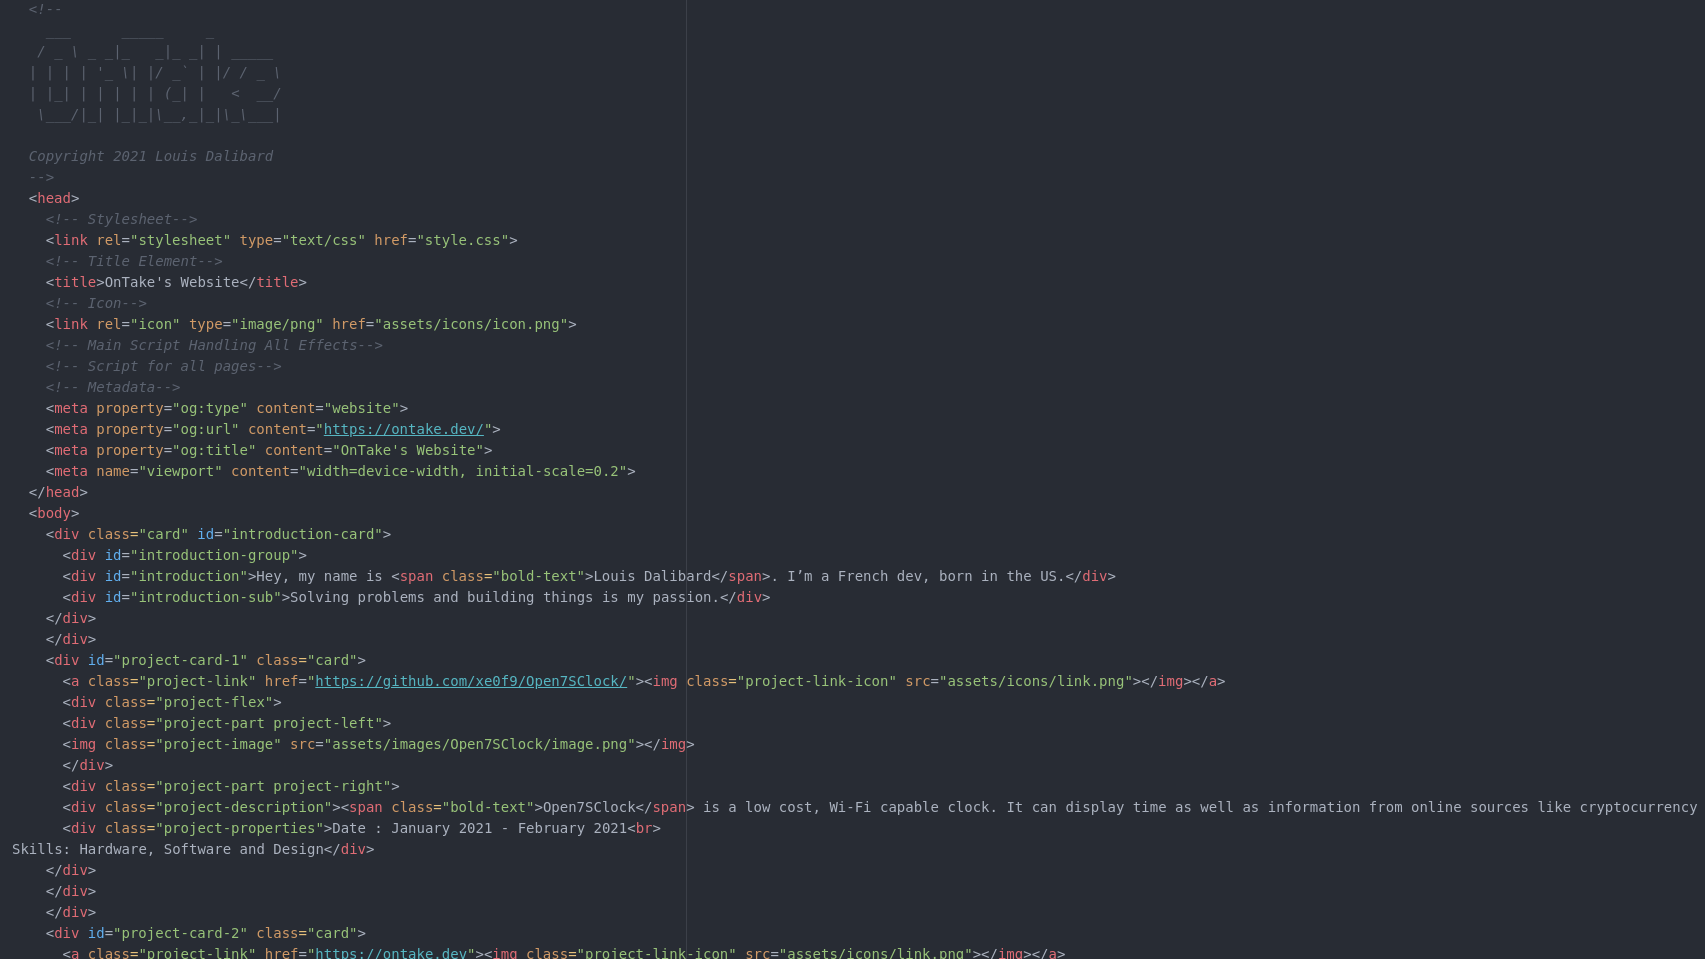 <!--
   ___      _____     _
  / _ \ _ _|_   _|_ _| | _____
 | | | | '_ \| |/ _` | |/ / _ \
 | |_| | | | | | (_| |   <  __/
  \___/|_| |_|_|\__,_|_|\_\___|
Copyright 2021 Louis Dalibard
-->
<head>
<!-- Stylesheet-->
<link rel="stylesheet" type="text/css" href="style.css">
<!-- Title Element-->
<title>OnTake's Website</title>
<!-- Icon-->
<link rel="icon" type="image/png" href="assets/icons/icon.png">
<!-- Main Script Handling All Effects-->
<!-- Script for all pages-->
<!-- Metadata-->
<meta property="og:type" content="website">
<meta property="og:url" content="https://ontake.dev/">
<meta property="og:title" content="OnTake's Website">
<meta name="viewport" content="width=device-width, initial-scale=0.2">
</head>
<body>
<div class="card" id="introduction-card">
<div id="introduction-group">
<div id="introduction">Hey, my name is <span class="bold-text">Louis Dalibard</span>. I’m a French dev, born in the US.</div>
<div id="introduction-sub">Solving problems and building things is my passion.</div>
</div>
</div>
<div id="project-card-1" class="card">
<a class="project-link" href="https://github.com/xe0f9/Open7SClock/"><img class="project-link-icon" src="assets/icons/link.png"></img></a>
<div class="project-flex">
<div class="project-part project-left">
<img class="project-image" src="assets/images/Open7SClock/image.png"></img>
</div>
<div class="project-part project-right">
<div class="project-description"><span class="bold-text">Open7SClock</span> is a low cost, Wi-Fi capable clock. It can display time as well as information from online sources like cryptocurrency
<div class="project-properties">Date : January 2021 - February 2021<br>
Skills: Hardware, Software and Design</div>
</div>
</div>
</div>
<div id="project-card-2" class="card">
<a class="project-link" href="https://ontake.dev"><img class="project-link-icon" src="assets/icons/link.png"></img></a>